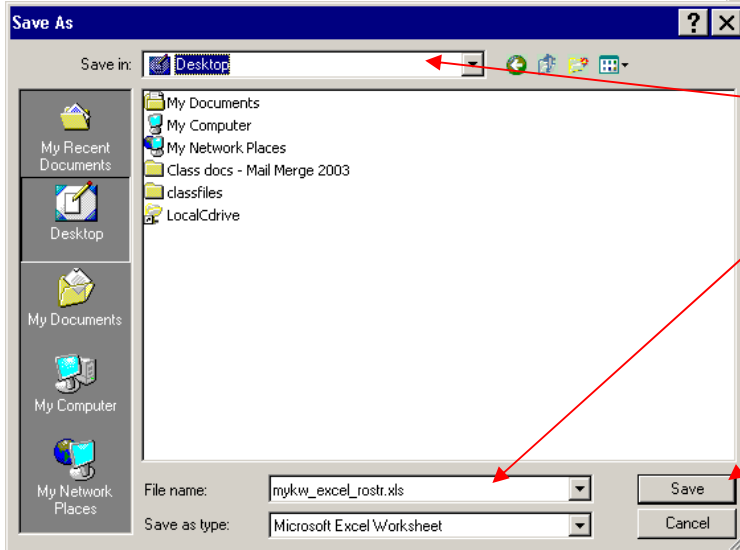 Save As
Save in:
Desktop
My Recent
Documents
Desktop
My Documents
My Computer
My Network
Places
My Documents
My Computer
My Network Places
Class docs - Mail Merge 2003
classfiles
LocalCdrive
File name:
mykw_excel_rostr.xls
Save
Save as type:
Microsoft Excel Worksheet
Cancel